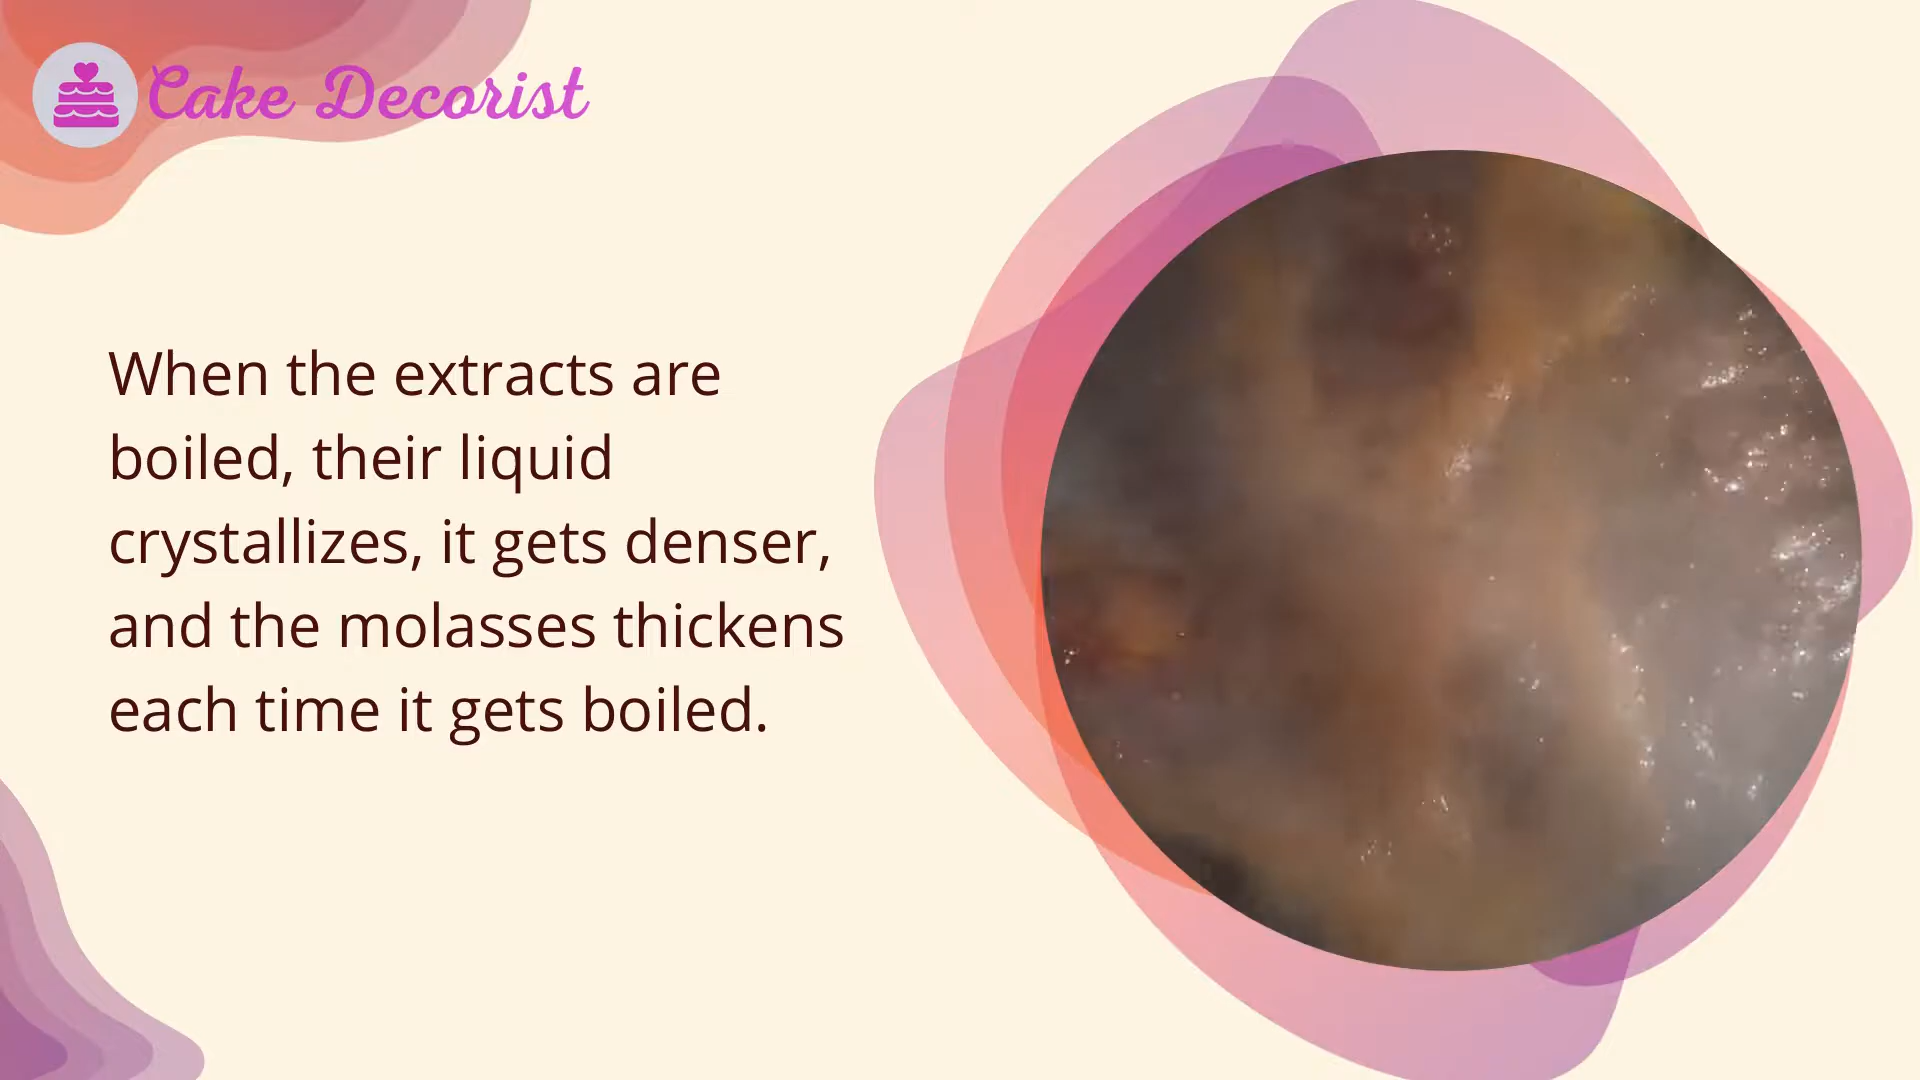 Cake Decorist
When the extracts are
boiled, their liquid
crystallizes, it gets denser,
and the molasses thickens
each time it gets boiled.